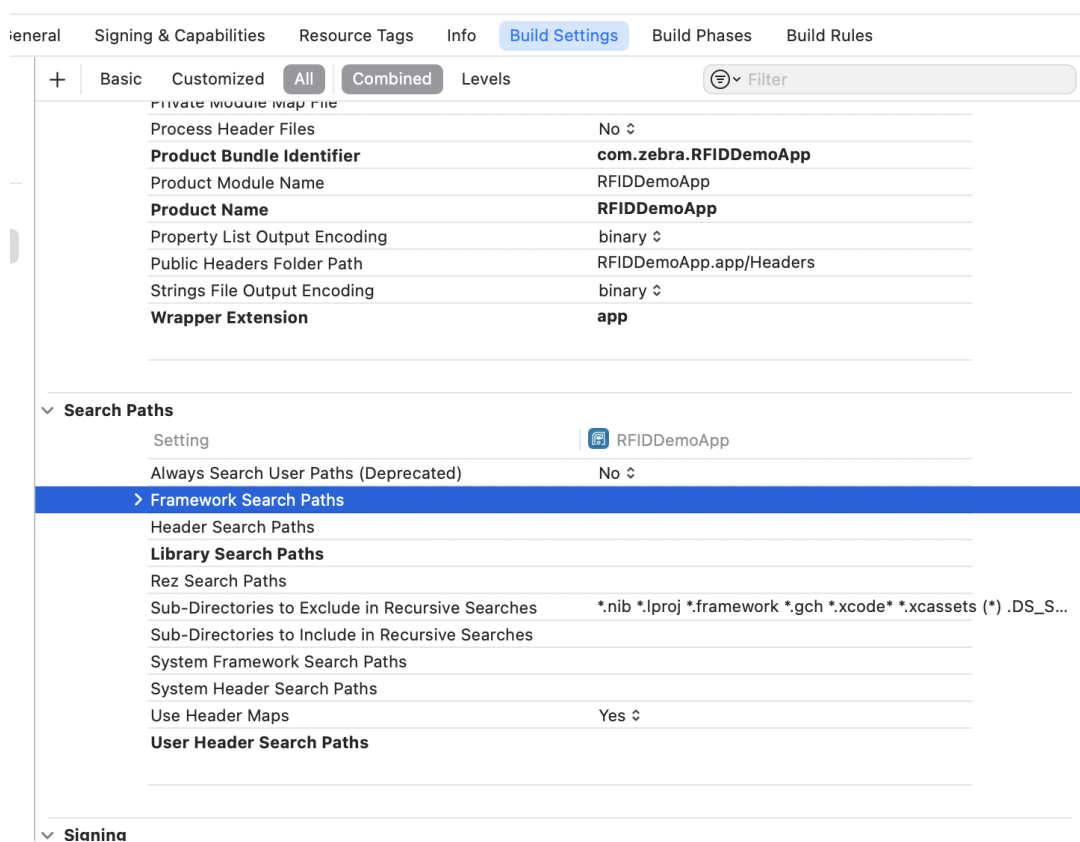 General Signing & Capabilities Resource Tags Info Build Settings Build Phases Build Rules
+ Basic Customized All Combined Levels Filter
Private Module Map File
Process Header Files No
Product Bundle Identifier com.zebra.RFIDDemoApp
Product Module Name RFIDDemoApp
Product Name RFIDDemoApp
Property List Output Encoding binary
Public Headers Folder Path RFIDDemoApp.app/Headers
Strings File Output Encoding binary
Wrapper Extension app
Search Paths
Setting RFIDDemoApp
Always Search User Paths (Deprecated) No
Framework Search Paths
Header Search Paths
Library Search Paths
Rez Search Paths
Sub-Directories to Exclude in Recursive Searches *.nib *.lproj *.framework *.gch *.xcode* *.xcassets (*) .DS_S...
Sub-Directories to Include in Recursive Searches
System Framework Search Paths
System Header Search Paths
Use Header Maps Yes
User Header Search Paths
Signing